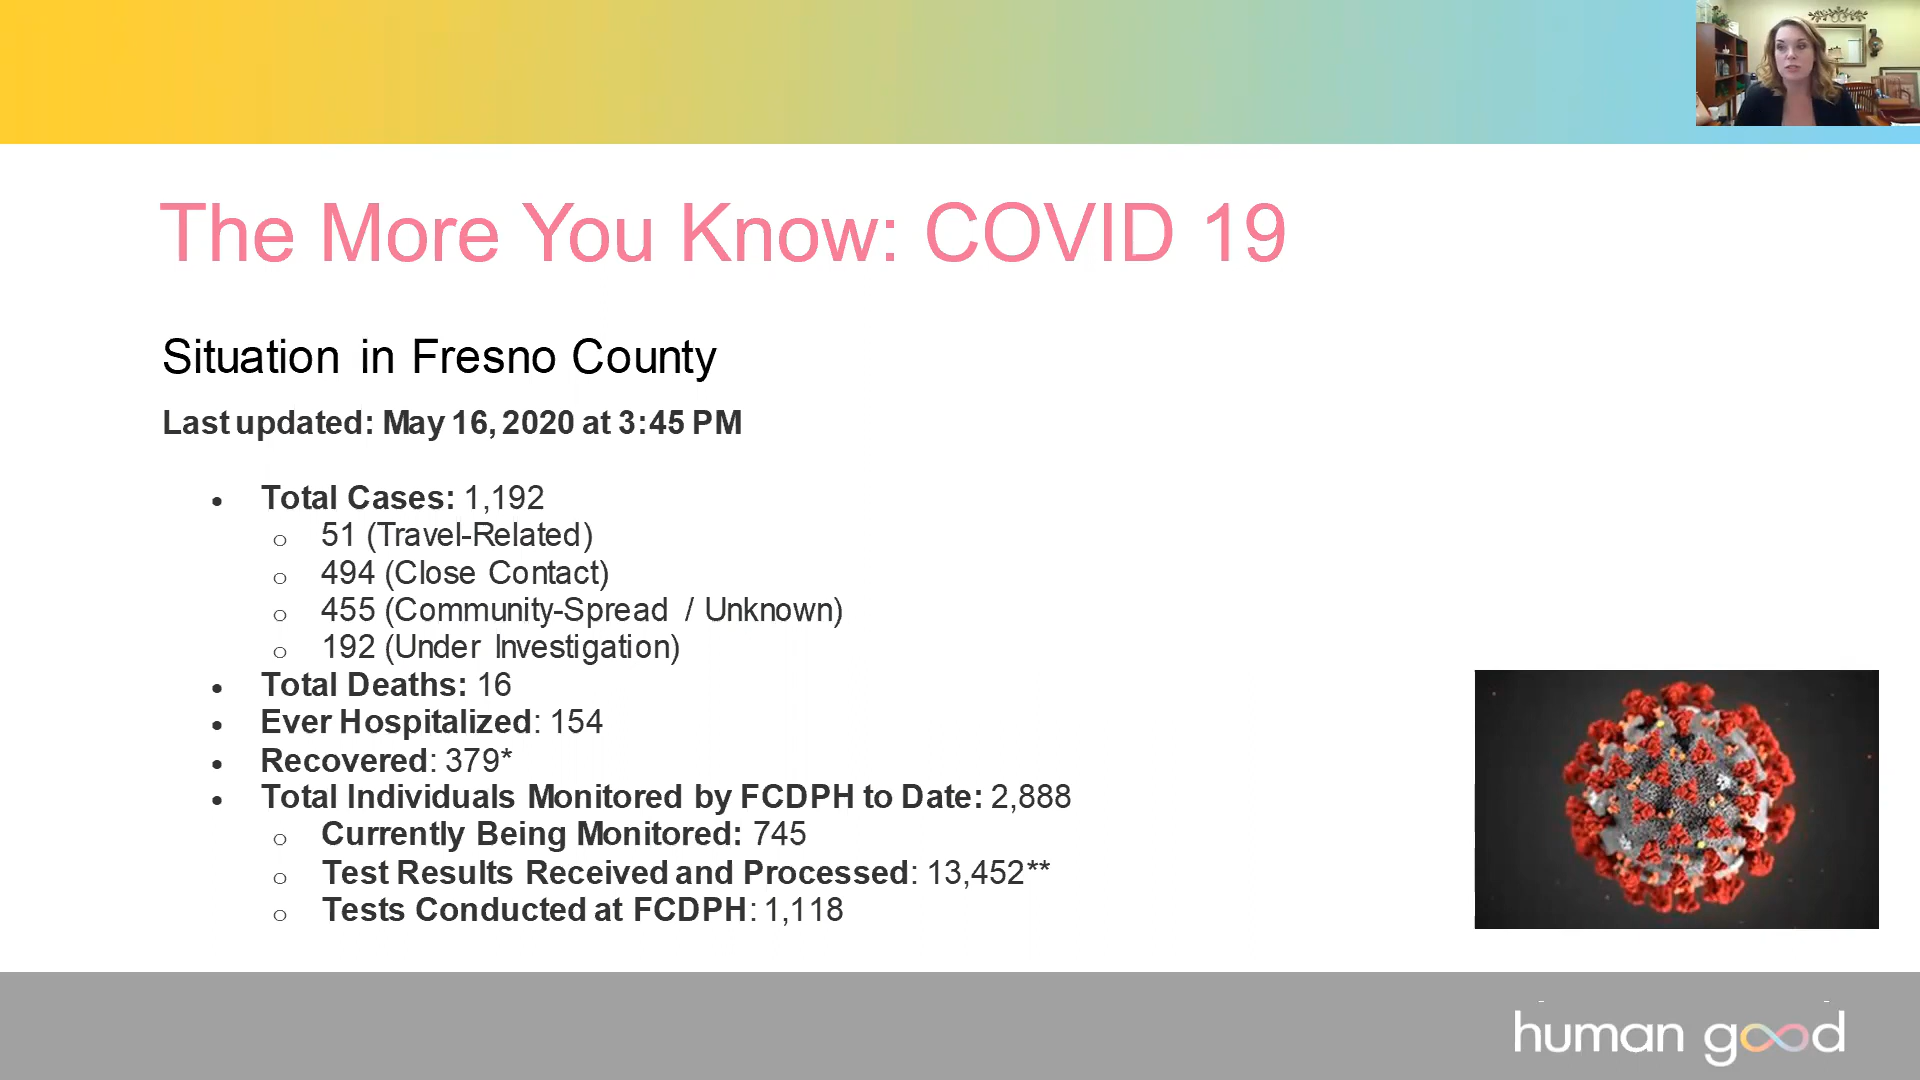 The More You Know: COVID 19
Situation in Fresno County
Last updated: May 16, 2020 at 3:45 PM
• Total Cases: 1,192
o 51 (Travel-Related)
o 494 (Close Contact)
o 455 (Community-Spread / Unknown)
o 192 (Under Investigation)
• Total Deaths: 16
• Ever Hospitalized: 154
• Recovered: 379*
• Total Individuals Monitored by FCDPH to Date: 2,888
o Currently Being Monitored: 745
o Test Results Received and Processed: 13,452**
o Tests Conducted at FCDPH: 1,118
human good